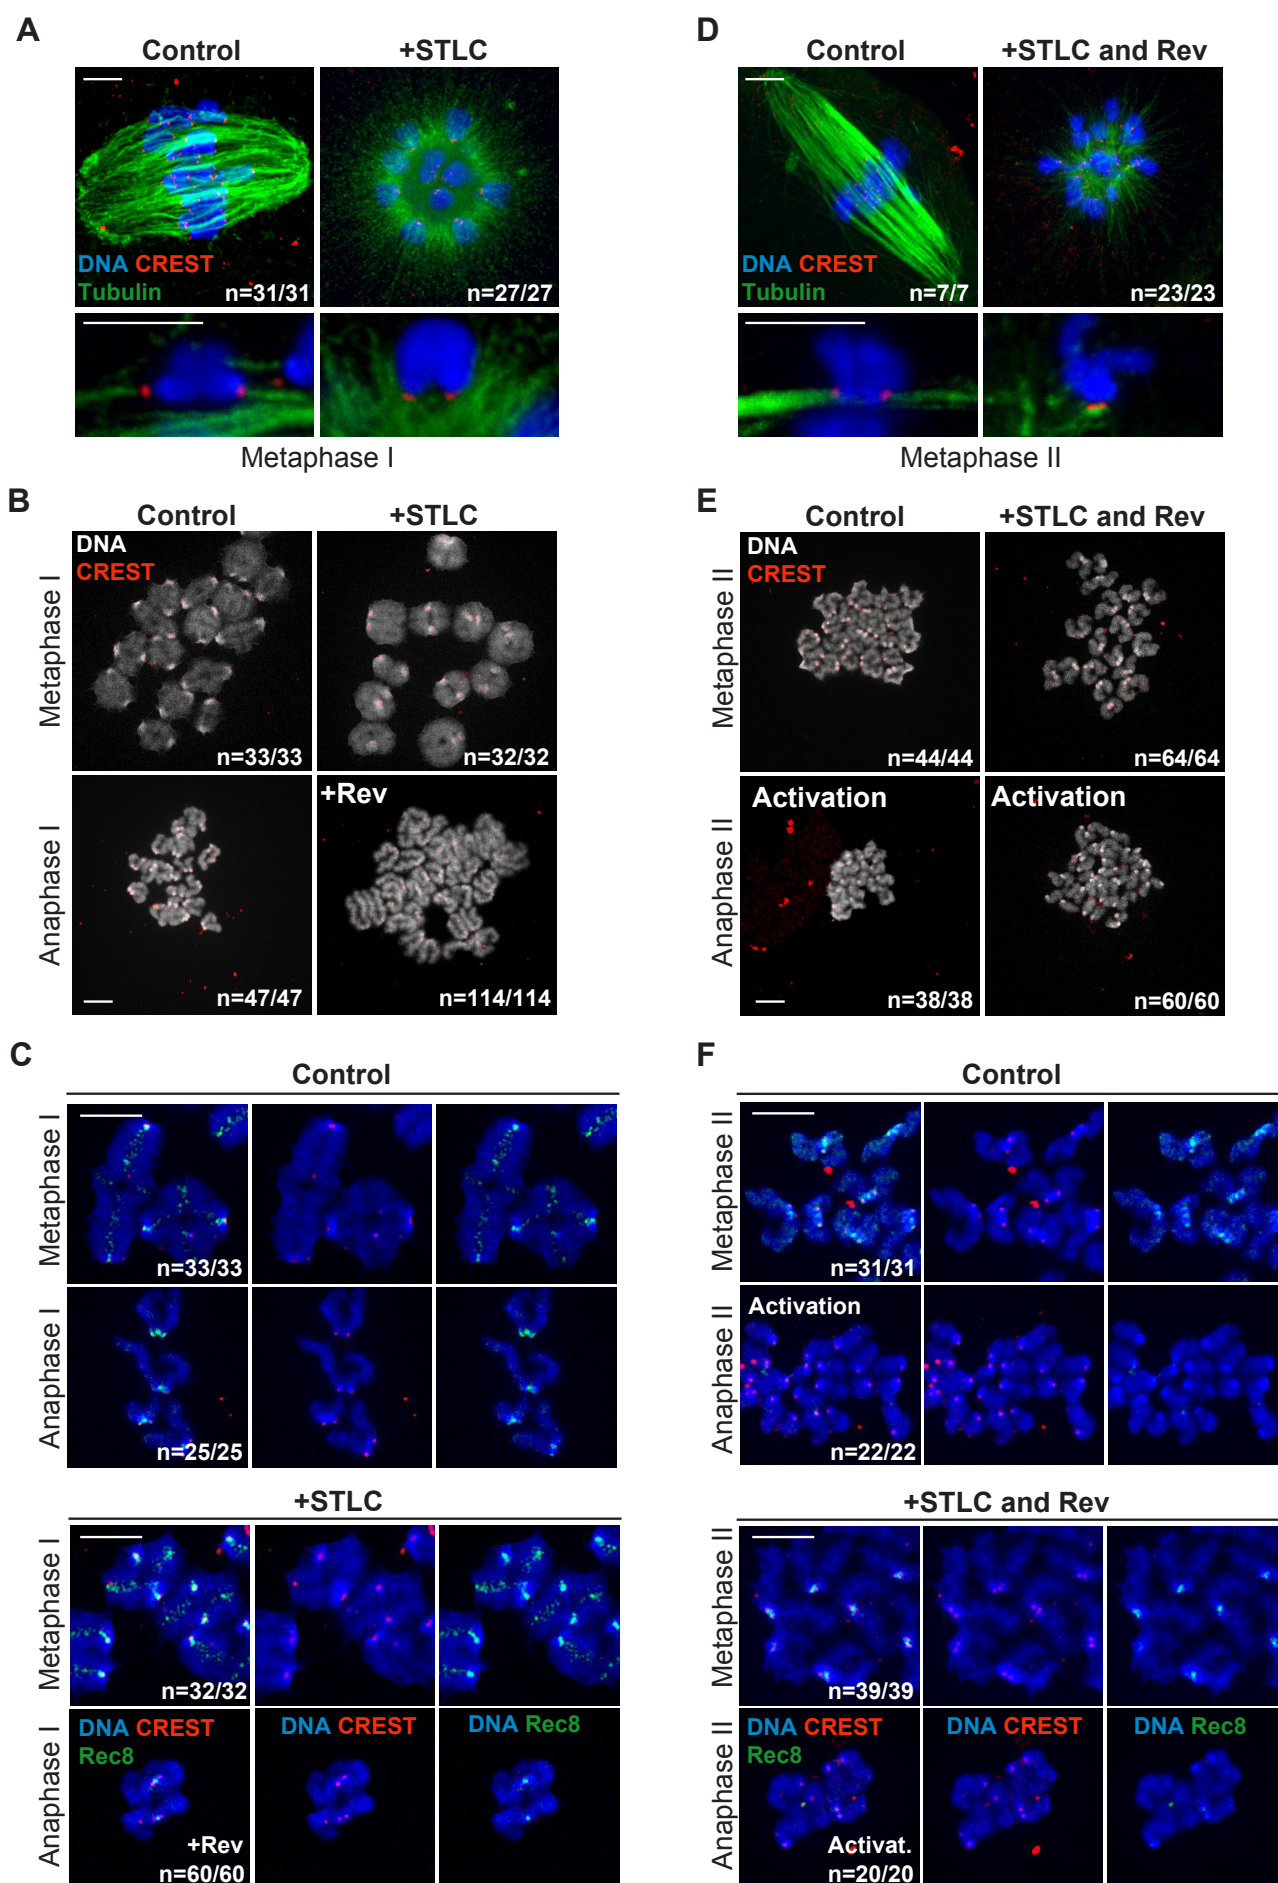 A
Control
+STLC
DNA CREST
Tubulin
n=31/31
n=27/27
Metaphase I
B
Control
+STLC
Metaphase I
DNA
CREST
n=33/33
n=32/32
Anaphase I
+Rev
n=47/47
n=114/114
C
Control
Metaphase I
n=33/33
Anaphase I
n=25/25
+STLC
Metaphase I
n=32/32
Anaphase I
DNA CREST
Rec8
DNA CREST
DNA Rec8
+Rev
n=60/60
D
Control
+STLC and Rev
DNA CREST
Tubulin
n=7/7
n=23/23
Metaphase II
E
Control
+STLC and Rev
Metaphase II
DNA
CREST
n=44/44
n=64/64
Anaphase II
Activation
Activation
n=38/38
n=60/60
F
Control
Metaphase II
n=31/31
Anaphase II
Activation
n=22/22
+STLC and Rev
Metaphase II
n=39/39
Anaphase II
DNA CREST
Rec8
DNA CREST
DNA Rec8
Activat.
n=20/20